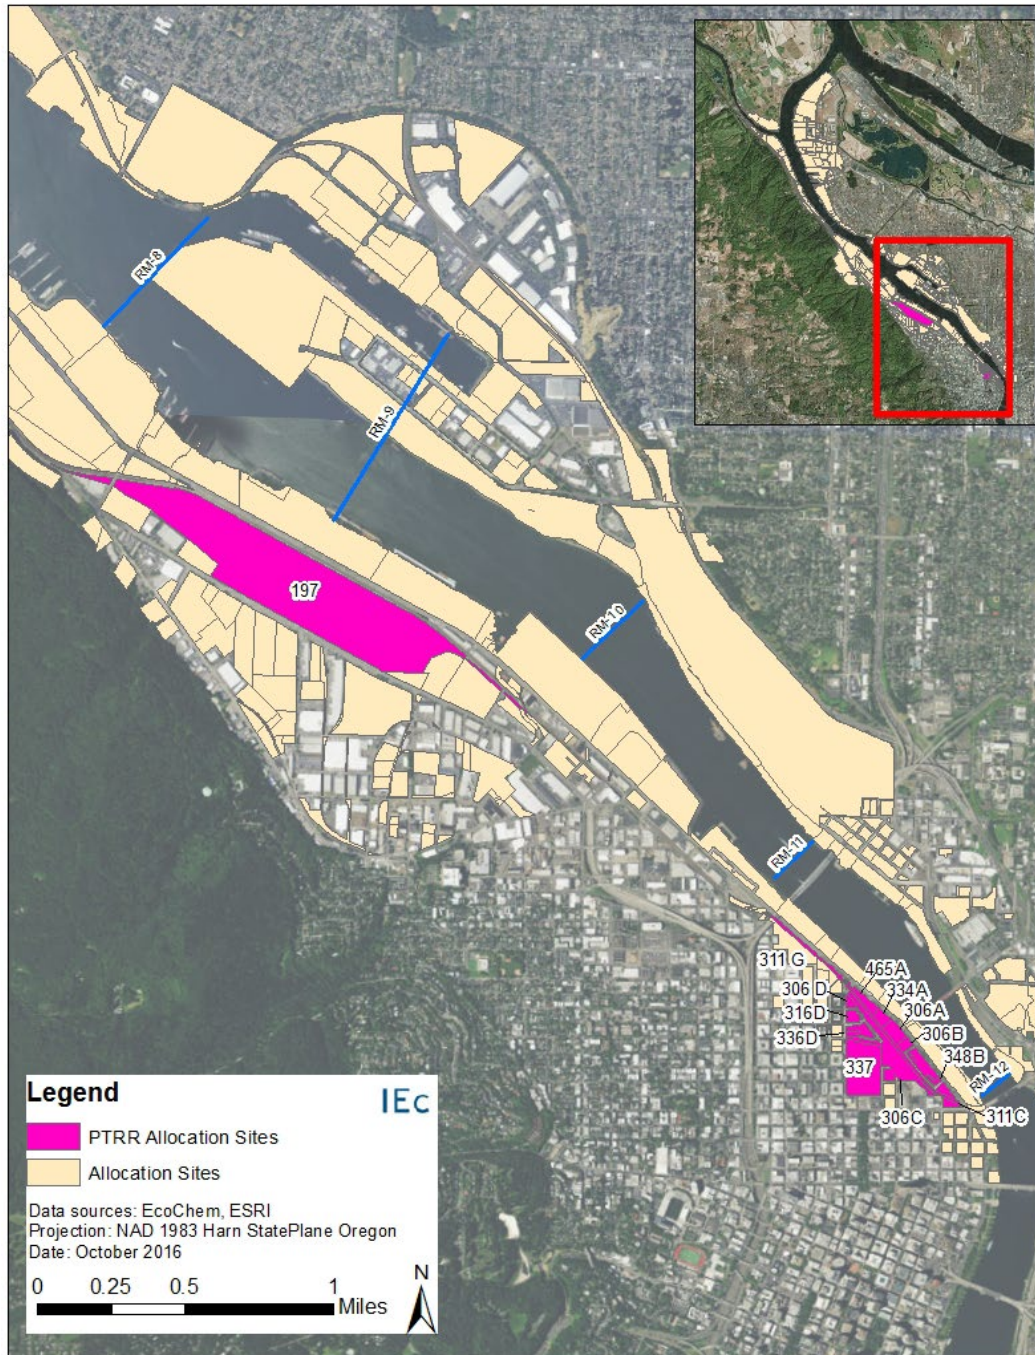 RM-8
RM-9
197
RM-10
RM-11
311 G
465A
306 D
334A
316D
306A
336D
306B
337
348B
RM-12
306C
311C
Legend
IEc
PTRR Allocation Sites
Allocation Sites
Data sources: EcoChem, ESRI
Projection: NAD 1983 Harn StatePlane Oregon
Date: October 2016
N
0 0.25 0.5 1
Miles